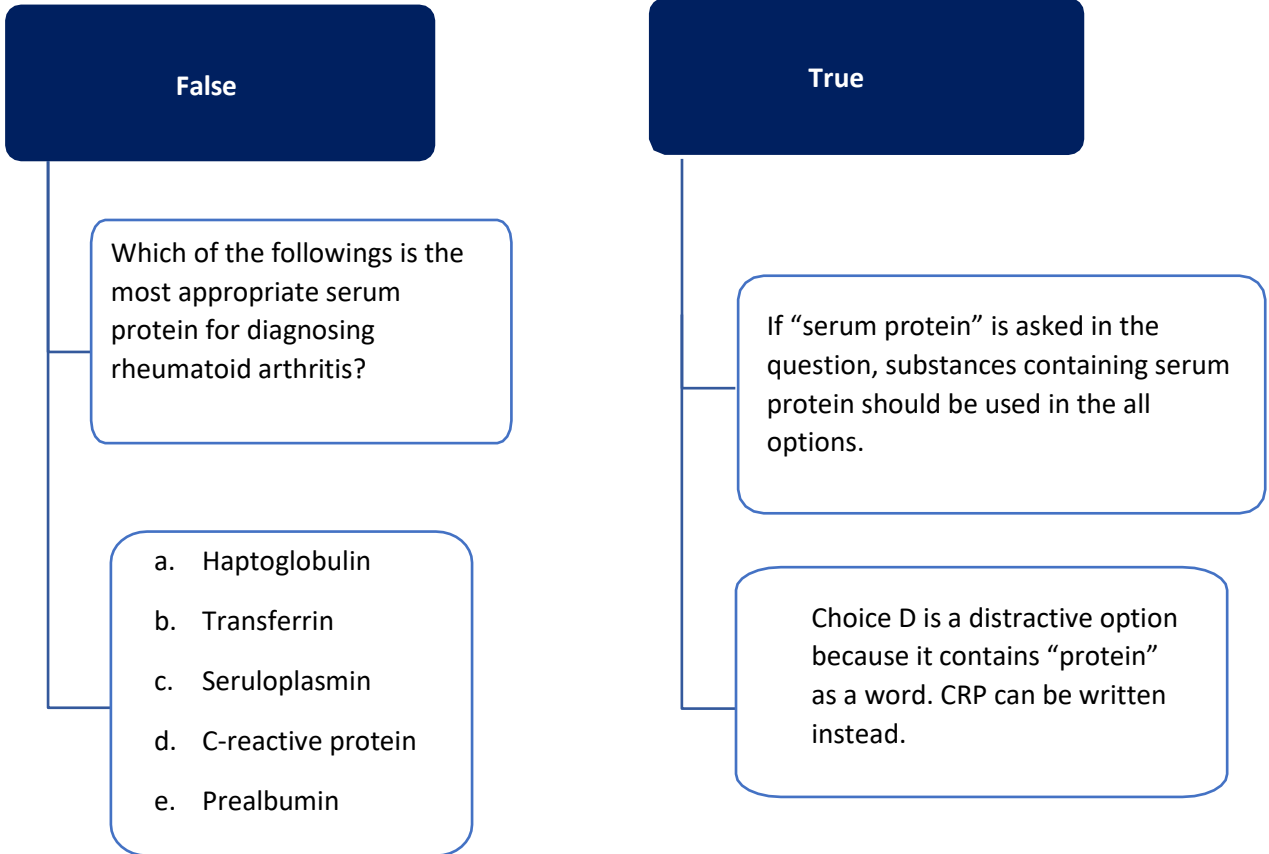 False
Which of the followings is the
most appropriate serum
protein for diagnosing
rheumatoid arthritis?
a. Haptoglobulin
b. Transferrin
c. Seruloplasmin
d. C-reactive protein
e. Prealbumin
True
If “serum protein” is asked in the
question, substances containing serum
protein should be used in the all
options.
Choice D is a distractive option
because it contains “protein”
as a word. CRP can be written
instead.